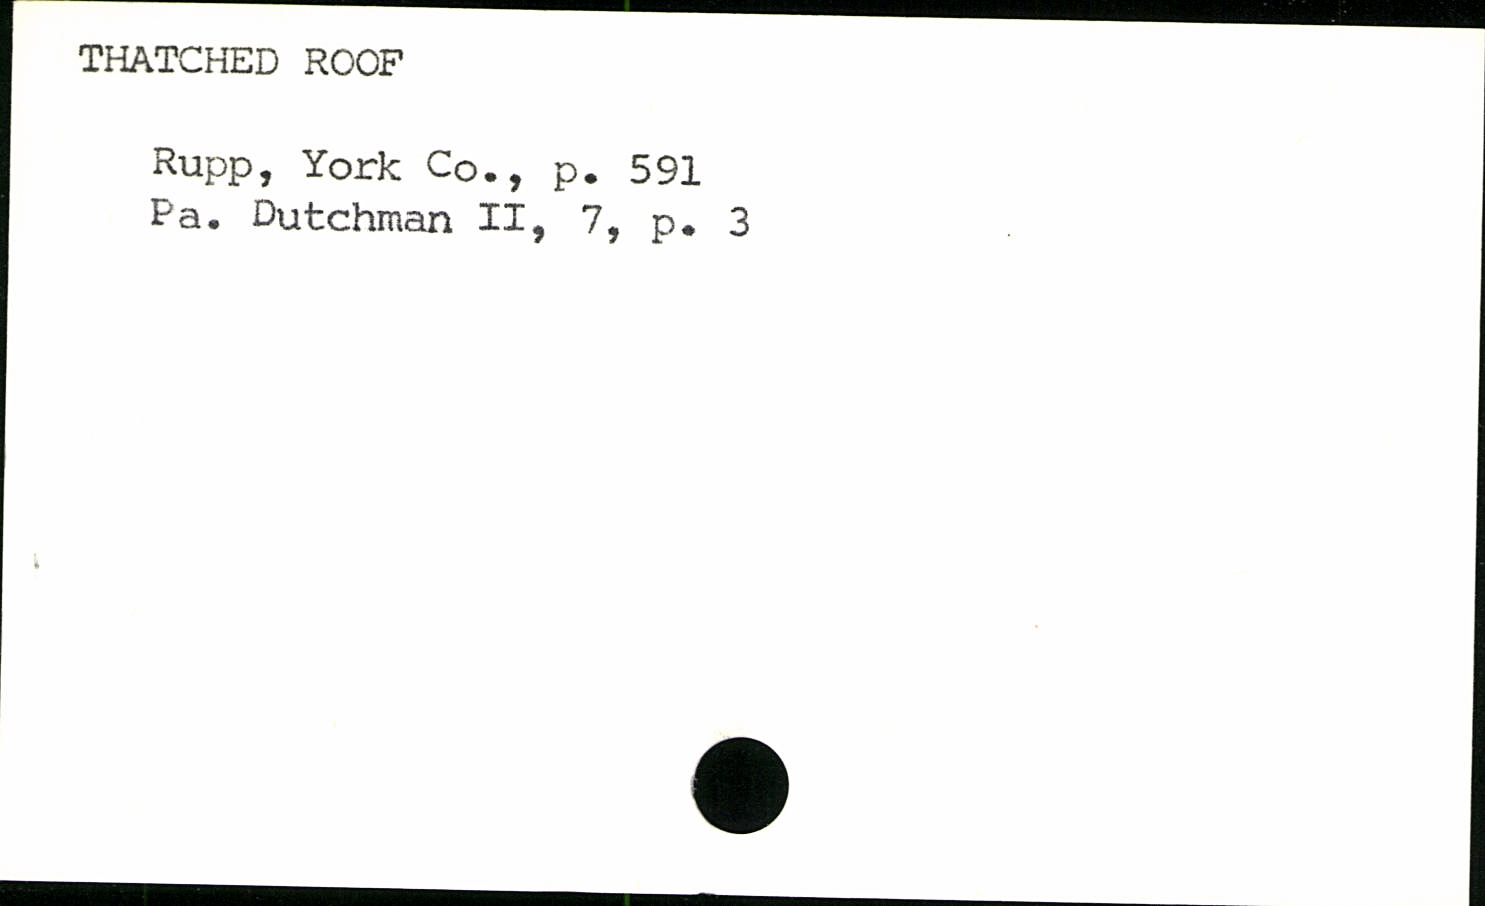 THATCHED ROOF
Rupp, York Co., p. 591
Pa. Dutchman II, 7, p. 3